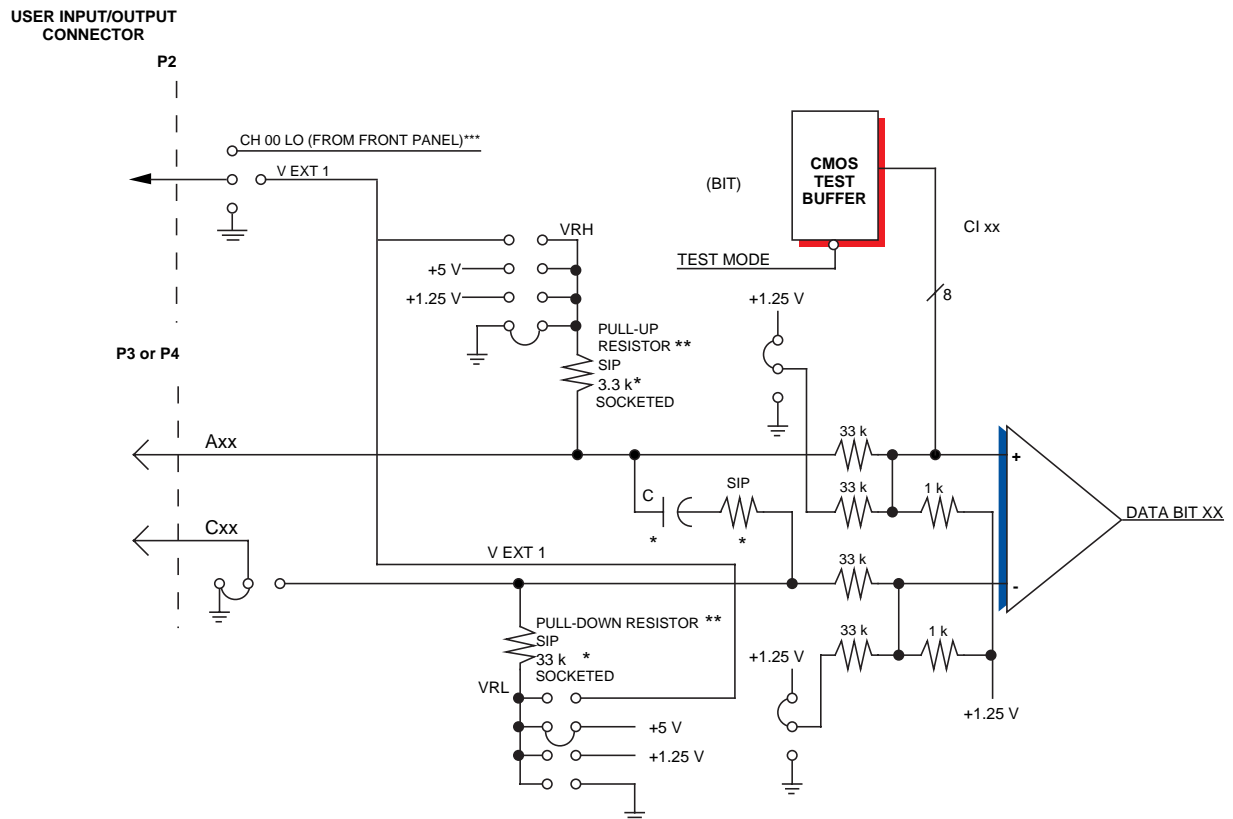 USER INPUT/OUTPUT
CONNECTOR
P2
CH 00 LO (FROM FRONT PANEL)***
V EXT 1
VRH
+5 V
+1.25 V
PULL-UP
RESISTOR **
SIP
3.3 k*
SOCKETED
(BIT)
CMOS
TEST
BUFFER
TEST MODE
CI xx
8
+1.25 V
P3 or P4
Axx
33 k
+
C
*
SIP
*
33 k
1 k
DATA BIT XX
Cxx
V EXT 1
33 k
-
PULL-DOWN RESISTOR **
SIP
33 k *
SOCKETED
VRL
+5 V
+1.25 V
+1.25 V
33 k
1 k
+1.25 V